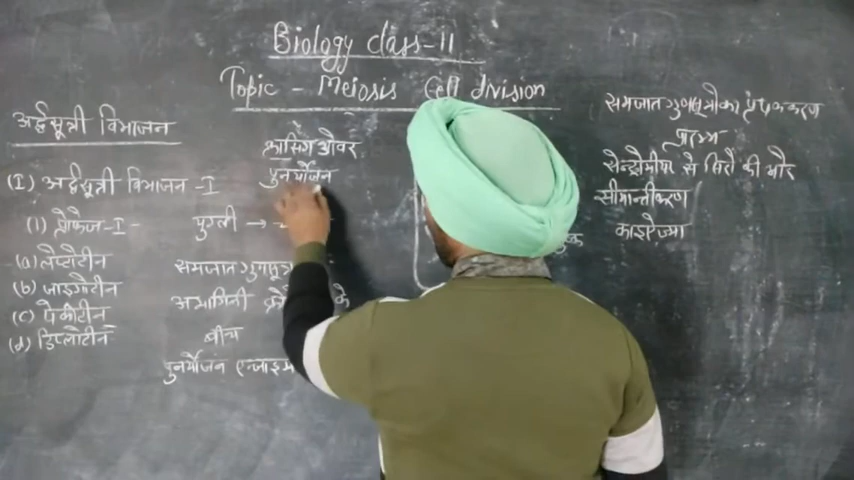 Biology class-11
Topic - Meiosis Cell division
अर्द्धसूत्री विभाजन
(I) अर्द्धसूत्री विभाजन -I
(1) प्रोफेज-I-
(a) लेप्टोटीन
(b) जाइगोटीन
(c) पैकीटीन
(d) डिप्लोटीन
क्रासिंग ओवर
पुनर्योजन
युग्ली →
समजात गुणसूत्र
अभागिनी
के
बीच
पुनर्योजन एन्जाइम
समजात गुणसूत्रो का पृथक्करण
प्रारम्भ
सेन्ट्रोमीयर से सिरों की ओर
सीमान्तीकरण
काइऐज्मा